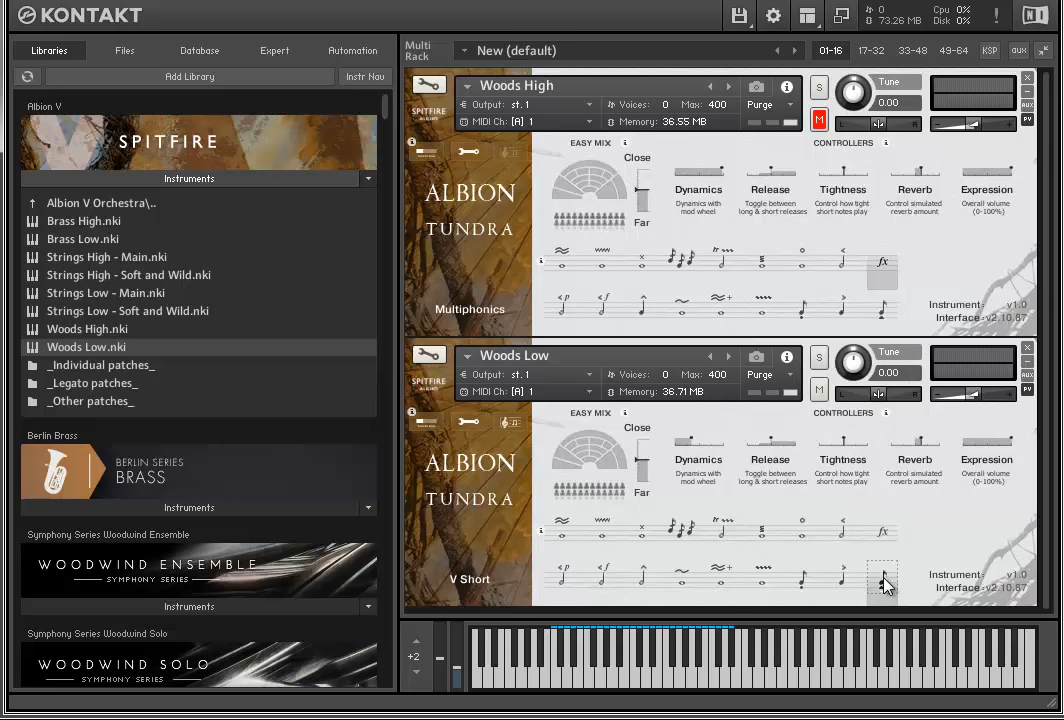 KONTAKT
0
73.26 MB
Cpu 0%
Disk 0%
!
Libraries
Files
Database
Expert
Automation
Add Library
Instr Nav
Albion V
SPITFIRE
Instruments
Albion V Orchestra\..
Brass High.nki
Brass Low.nki
Strings High - Main.nki
Strings High - Soft and Wild.nki
Strings Low - Main.nki
Strings Low - Soft and Wild.nki
Woods High.nki
Woods Low.nki
_Individual patches_
_Legato patches_
_Other patches_
Berlin Brass
BERLIN SERIES
BRASS
Instruments
Symphony Series Woodwind Ensemble
WOODWIND ENSEMBLE
SYMPHONY SERIES
Instruments
Symphony Series Woodwind Solo
WOODWIND SOLO
SYMPHONY SERIES
Multi
Rack
New (default)
01-16
17-32
33-48
49-64
KSP
aux
SPITFIRE
Woods High
Output: st.1
Voices: 0
Max: 400
Purge
MIDI Ch: [A] 1
Memory: 36.55 MB
S
M
Tune
0.00
L
R
AUX
PV
ALBION
TUNDRA
Multiphonics
EASY MIX
Close
Far
CONTROLLERS
Dynamics
Dynamics with
mod wheel
Release
Toggle between
long & short releases
Tightness
Control how tight
short notes play
Reverb
Control simulated
reverb amount
Expression
Overall volume
(0-100%)
tr
fx
<p
<f
Instrument: v1.0
Interface: v2.10.87
SPITFIRE
Woods Low
Output: st.1
Voices: 0
Max: 400
Purge
MIDI Ch: [A] 1
Memory: 36.71 MB
S
M
Tune
0.00
L
R
AUX
PV
ALBION
TUNDRA
V Short
EASY MIX
Close
Far
CONTROLLERS
Dynamics
Dynamics with
mod wheel
Release
Toggle between
long & short releases
Tightness
Control how tight
short notes play
Reverb
Control simulated
reverb amount
Expression
Overall volume
(0-100%)
tr
fx
<p
<f
Instrument: v1.0
Interface: v2.10.87
+2